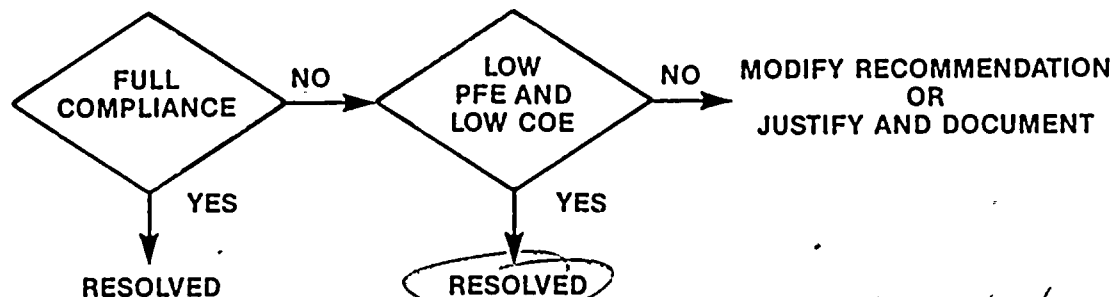 FULL
COMPLIANCE
NO
LOW
PFE AND
LOW COE
NO
MODIFY RECOMMENDATION
OR
JUSTIFY AND DOCUMENT
YES
YES
RESOLVED
RESOLVED